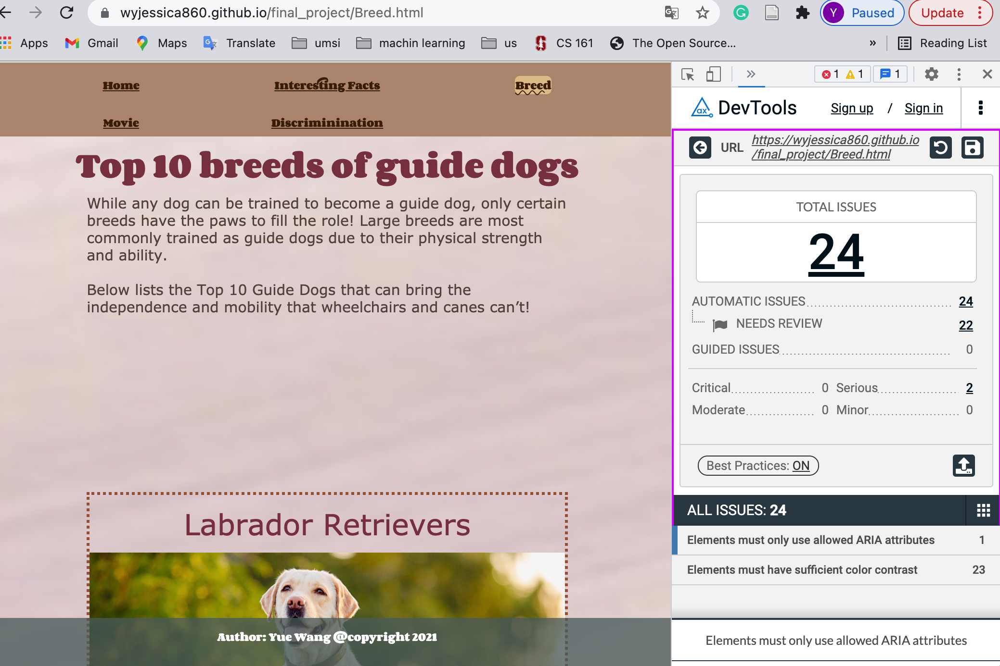 wyjessica860.github.io/final_project/Breed.html
Y Paused
Update
Apps Gmail Maps Translate umsi machin learning us CS 161 The Open Source... » Reading List
Home Interesting Facts Breed
Movie Discriminination
Top 10 breeds of guide dogs
While any dog can be trained to become a guide dog, only certain
breeds have the paws to fill the role! Large breeds are most
commonly trained as guide dogs due to their physical strength
and ability.
Below lists the Top 10 Guide Dogs that can bring the
independence and mobility that wheelchairs and canes can’t!
Labrador Retrievers
Author: Yue Wang @copyright 2021
1 1 1
ax DevTools Sign up / Sign in
URL https://wyjessica860.github.io
/final_project/Breed.html
TOTAL ISSUES
24
AUTOMATIC ISSUES 24
NEEDS REVIEW 22
GUIDED ISSUES 0
Critical 0 Serious 2
Moderate 0 Minor 0
Best Practices: ON
ALL ISSUES: 24
Elements must only use allowed ARIA attributes 1
Elements must have sufficient color contrast 23
Elements must only use allowed ARIA attributes